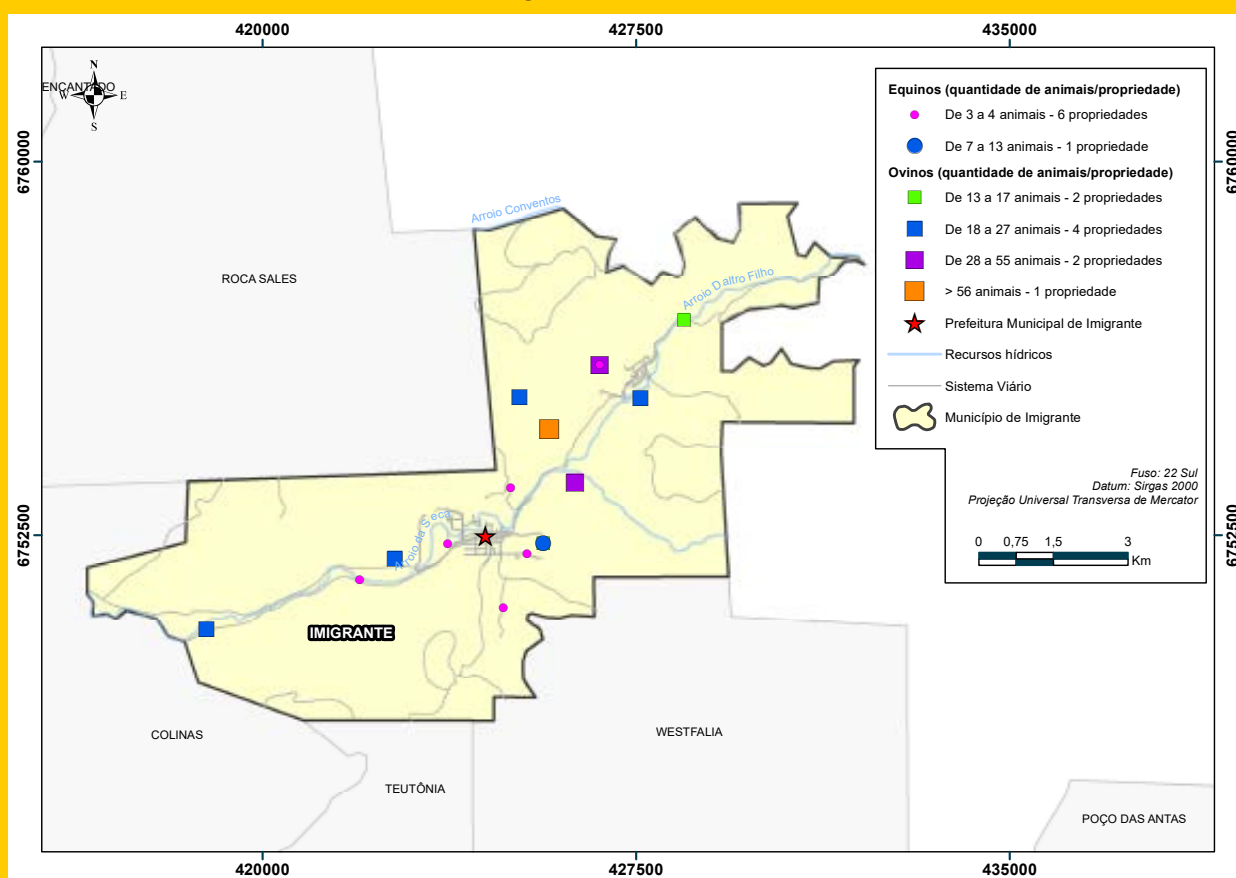 420000
427500
435000
ENCANTADO
N
W
E
S
6760000
6760000
Equinos (quantidade de animais/propriedade)
De 3 a 4 animais - 6 propriedades
De 7 a 13 animais - 1 propriedade
Ovinos (quantidade de animais/propriedade)
De 13 a 17 animais - 2 propriedades
De 18 a 27 animais - 4 propriedades
De 28 a 55 animais - 2 propriedades
> 56 animais - 1 propriedade
Prefeitura Municipal de Imigrante
Recursos hídricos
Sistema Viário
Município de Imigrante
Fuso: 22 Sul
Datum: Sirgas 2000
Projeção Universal Transversa de Mercator
0 0,75 1,5 3
Km
Arroio Conventos
ROCA SALES
Arroio Daltro Filho
6752500
6752500
Arroio da Seca
IMIGRANTE
COLINAS
WESTFALIA
TEUTÔNIA
POÇO DAS ANTAS
420000
427500
435000